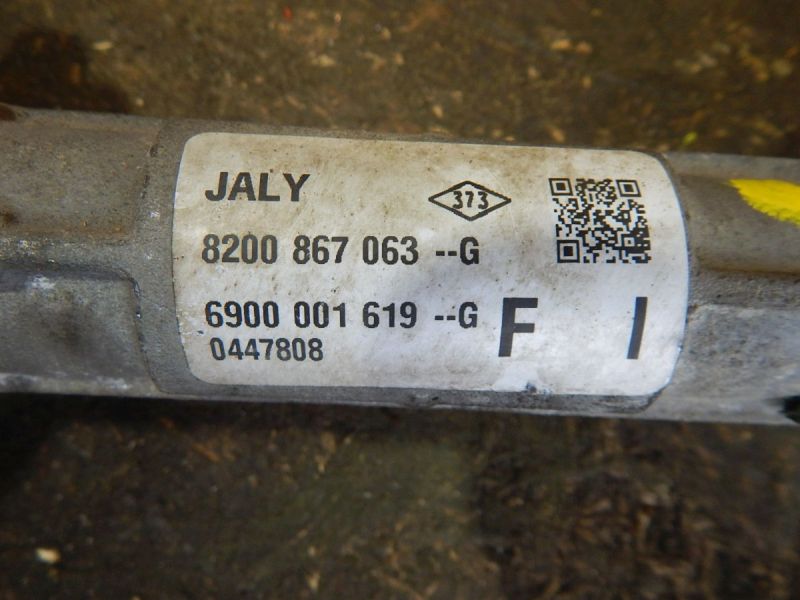 JALY 373
8200 867 063 --G
6900 001 619 --G F I
0447808